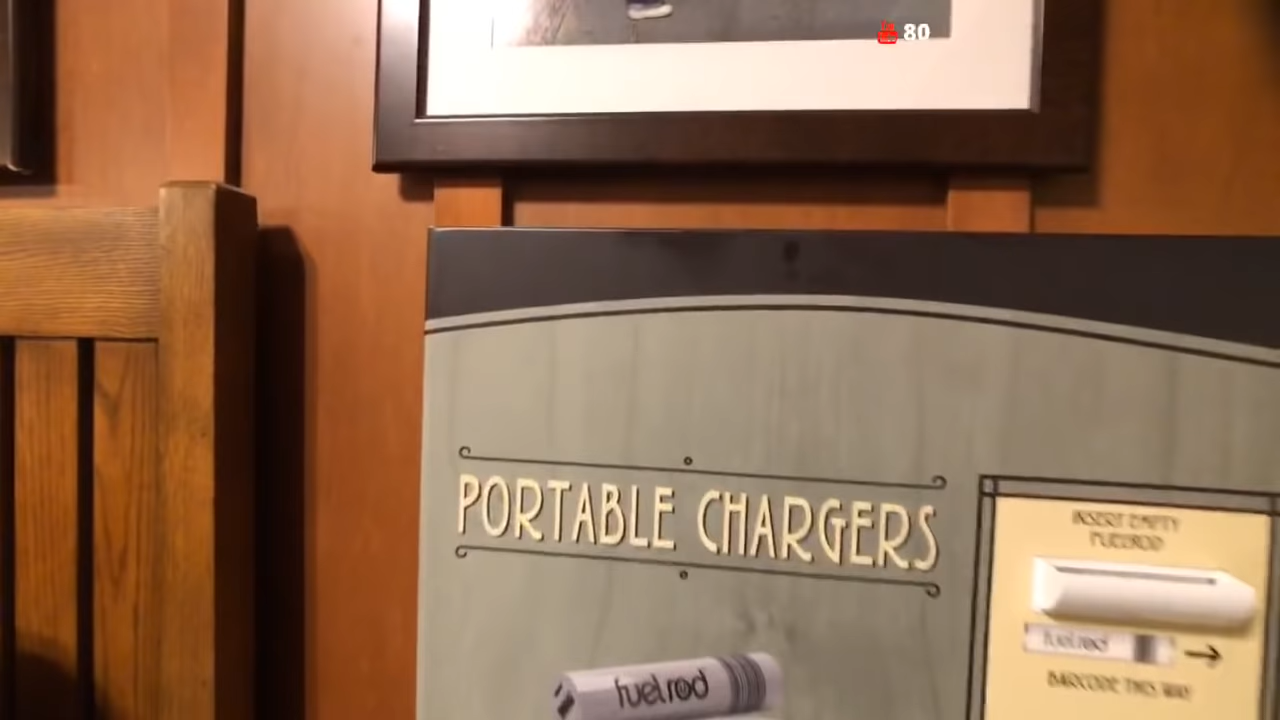 80
PORTABLE CHARGERS
INSERT EMPTY
FUELROD
fuelrod
BARCODE THIS WAY
fuelrod